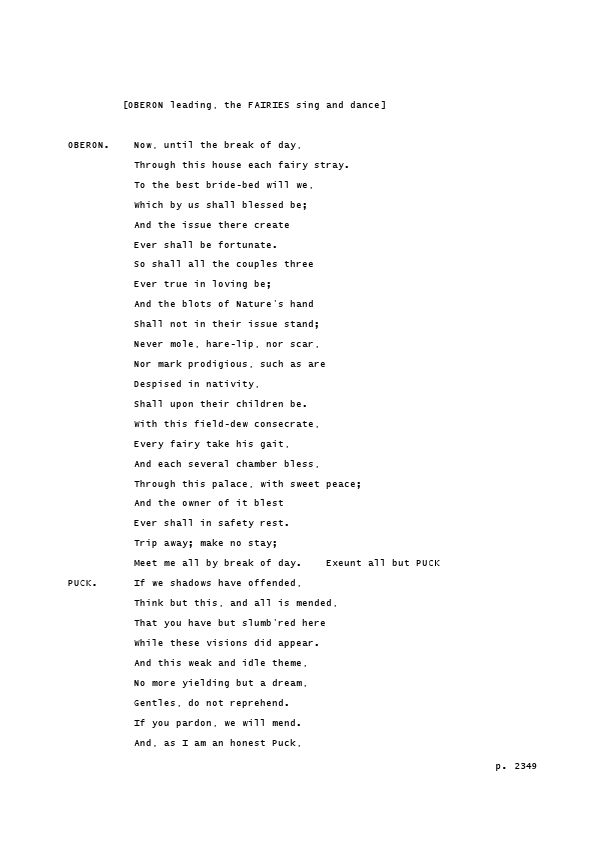 [OBERON leading, the FAIRIES sing and dance]
OBERON. Now, until the break of day,
Through this house each fairy stray.
To the best bride-bed will we,
Which by us shall blessed be;
And the issue there create
Ever shall be fortunate.
So shall all the couples three
Ever true in loving be;
And the blots of Nature's hand
Shall not in their issue stand;
Never mole, hare-lip, nor scar,
Nor mark prodigious, such as are
Despised in nativity,
Shall upon their children be.
With this field-dew consecrate,
Every fairy take his gait,
And each several chamber bless,
Through this palace, with sweet peace;
And the owner of it blest
Ever shall in safety rest.
Trip away; make no stay;
Meet me all by break of day. Exeunt all but PUCK
PUCK. If we shadows have offended,
Think but this, and all is mended,
That you have but slumb'red here
While these visions did appear.
And this weak and idle theme,
No more yielding but a dream,
Gentles, do not reprehend.
If you pardon, we will mend.
And, as I am an honest Puck,
p. 2349